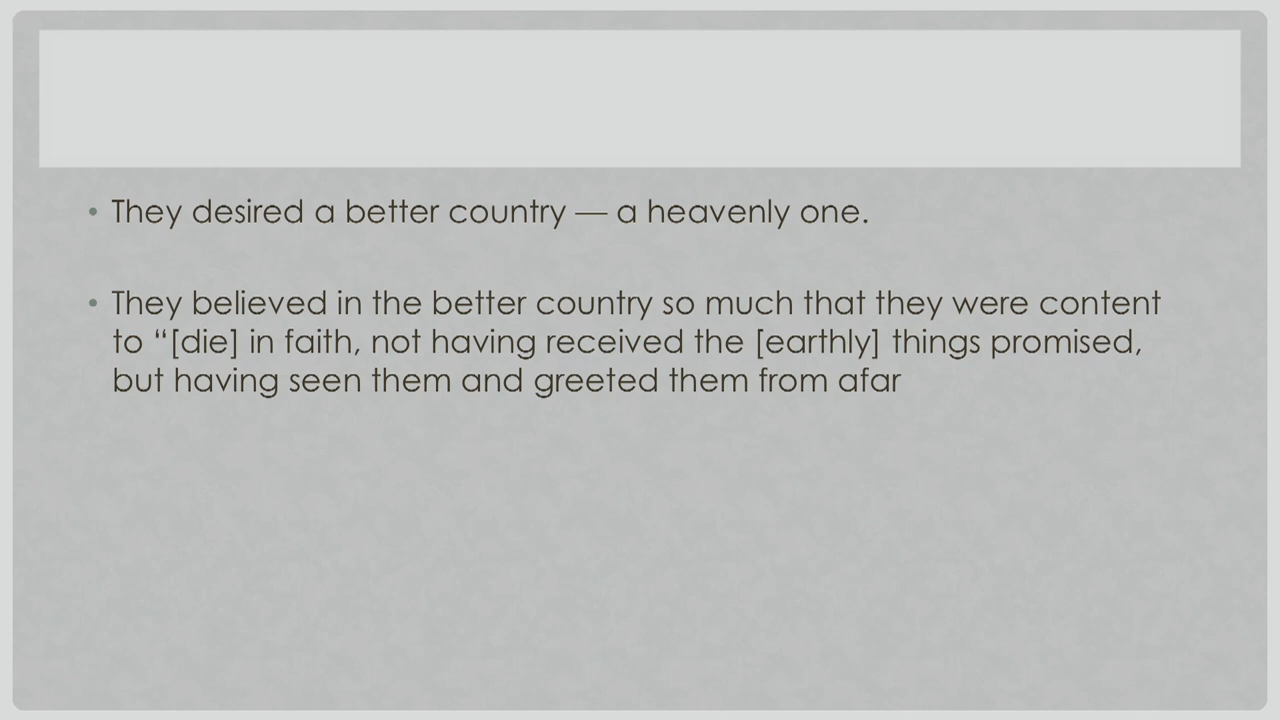 • They desired a better country — a heavenly one.
• They believed in the better country so much that they were content
to “[die] in faith, not having received the [earthly] things promised,
but having seen them and greeted them from afar